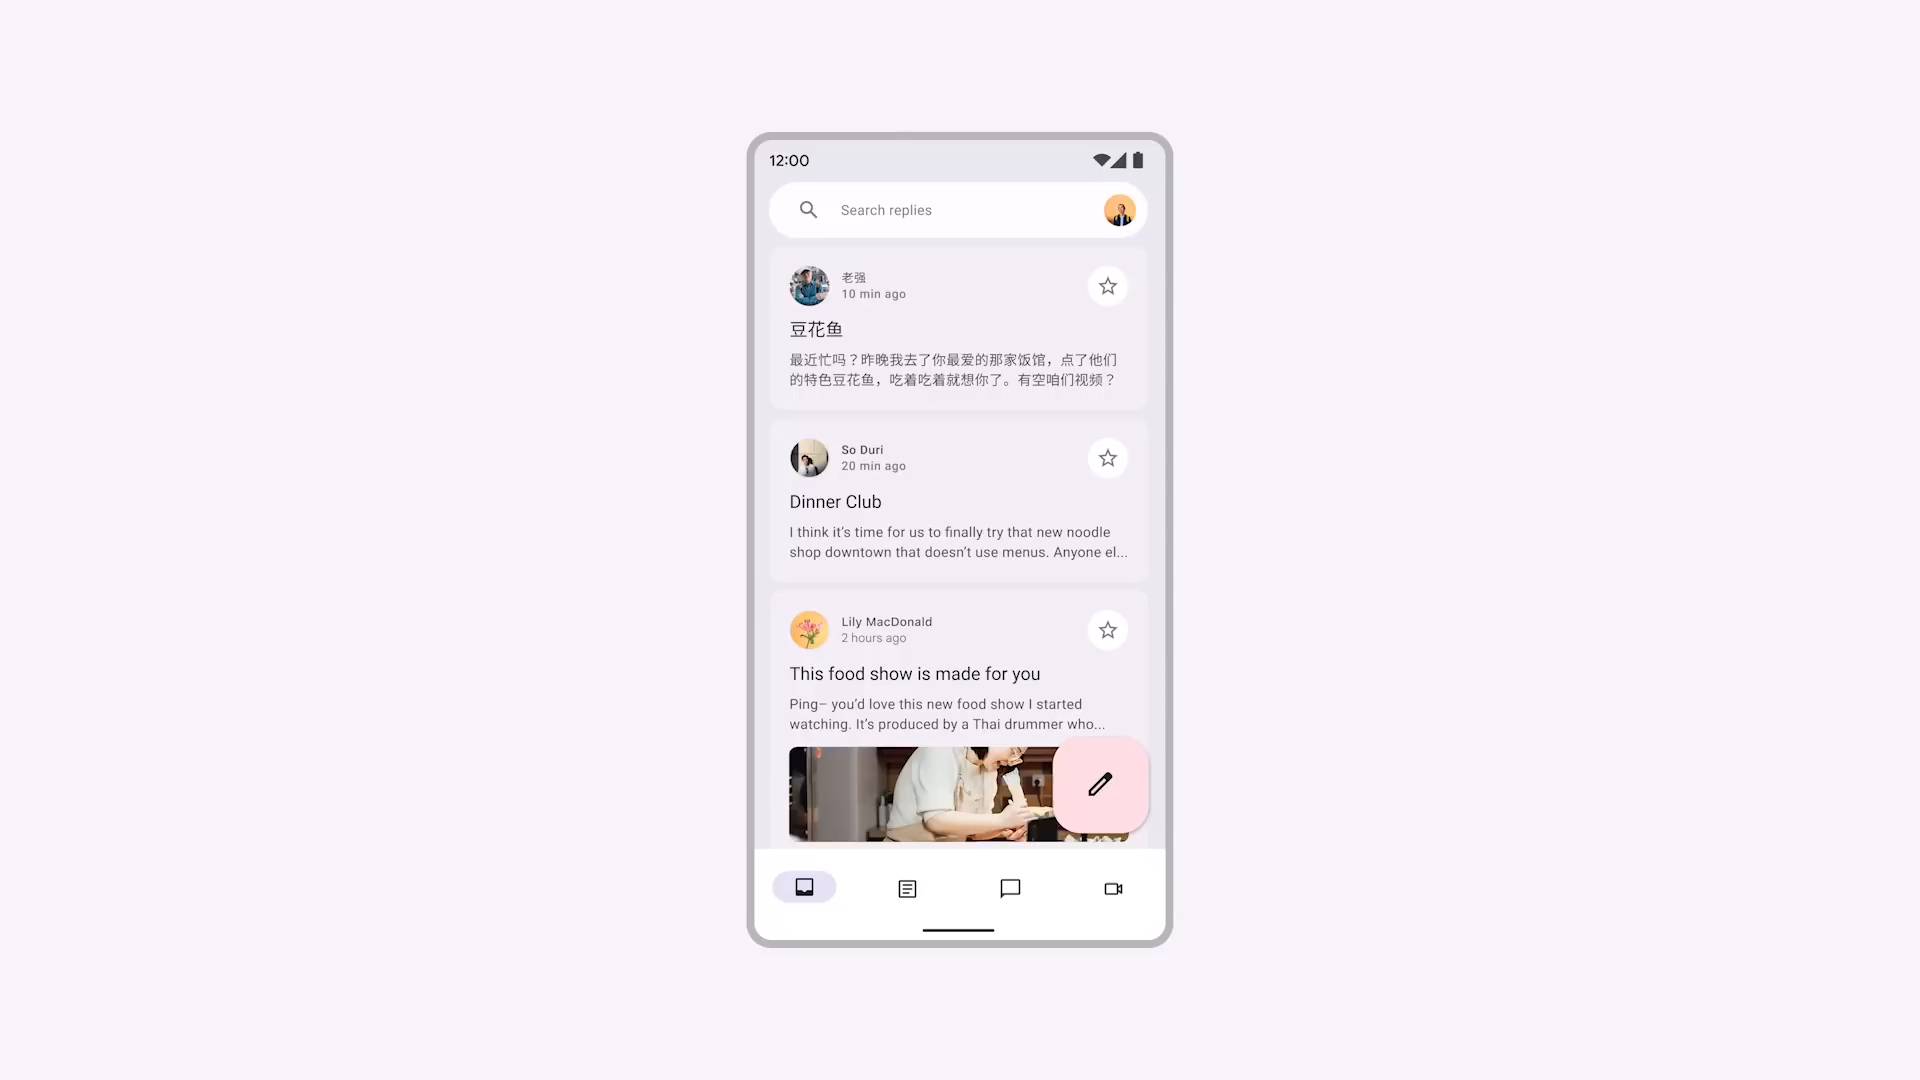 12:00
Search replies
老强
10 min ago
豆花鱼
最近忙吗？昨晚我去了你最爱的那家饭馆，点了他们
的特色豆花鱼，吃着吃着就想你了。有空咱们视频？
So Duri
20 min ago
Dinner Club
I think it’s time for us to finally try that new noodle
shop downtown that doesn’t use menus. Anyone el...
Lily MacDonald
2 hours ago
This food show is made for you
Ping– you’d love this new food show I started
watching. It’s produced by a Thai drummer who...